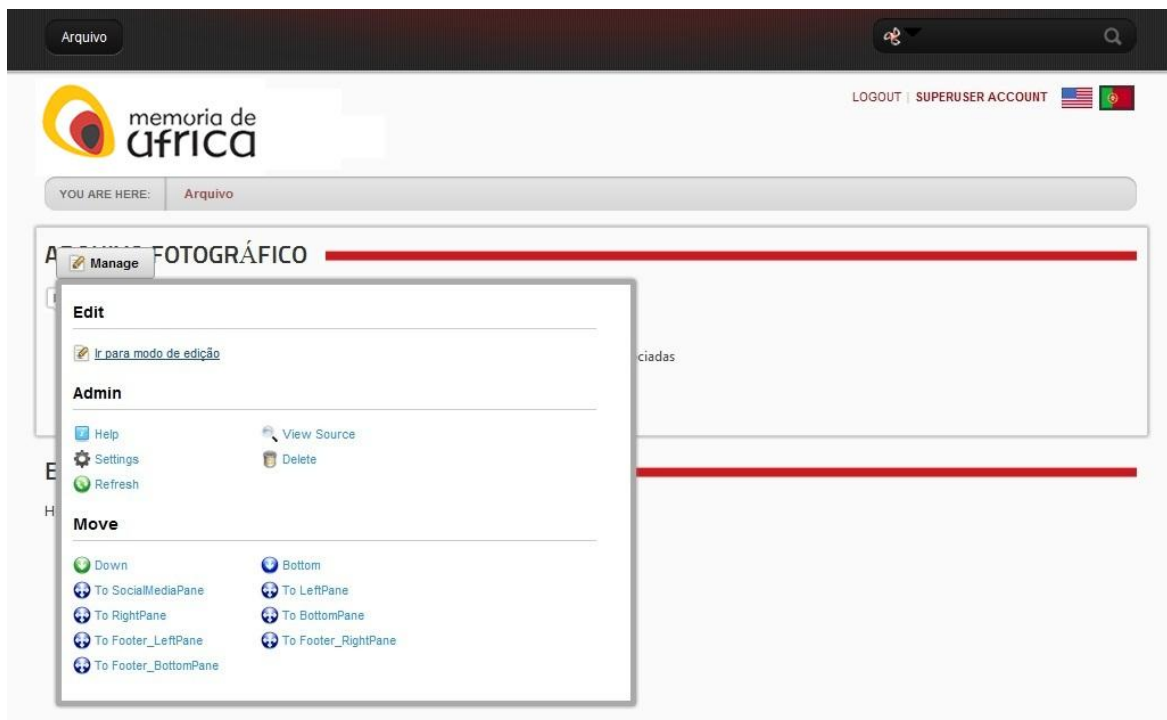 Arquivo
LOGOUT | SUPERUSER ACCOUNT
memoria de
africa
YOU ARE HERE: Arquivo
FOTOGRÁFICO
Manage
Edit
Ir para modo de edição
ciadas
Admin
Help View Source
Settings Delete
Refresh
Move
Down Bottom
To SocialMediaPane To LeftPane
To RightPane To BottomPane
To Footer_LeftPane To Footer_RightPane
To Footer_BottomPane